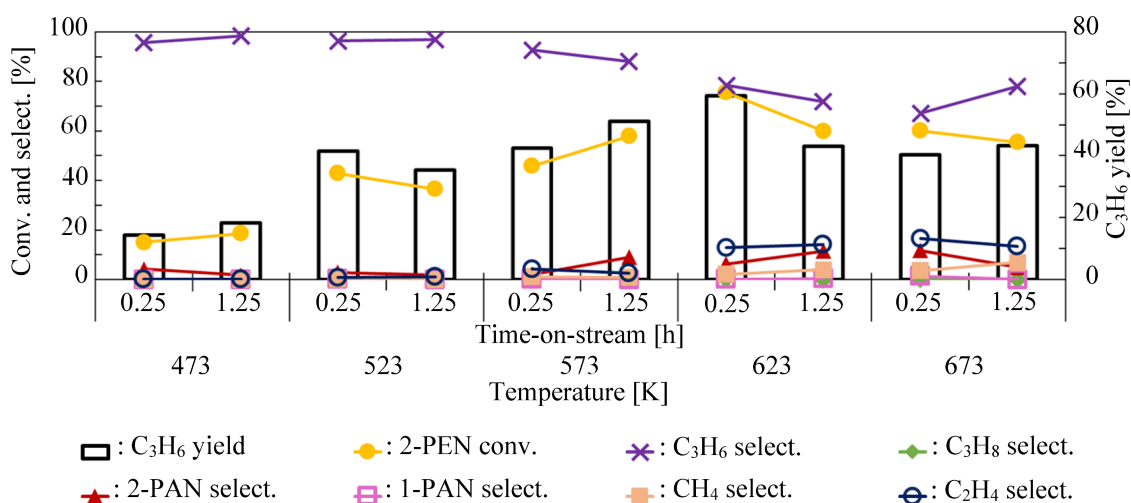 100
80
60
40
20
0
Conv. and select. [%]
80
60
40
20
0
C₃H₆ yield [%]
0.25 1.25 0.25 1.25 0.25 1.25 0.25 1.25 0.25 1.25
Time-on-stream [h]
473 523 573 623 673
Temperature [K]
: C₃H₆ yield : 2-PEN conv. : C₃H₆ select. : C₃H₈ select.
: 2-PAN select. : 1-PAN select. : CH₄ select. : C₂H₄ select.